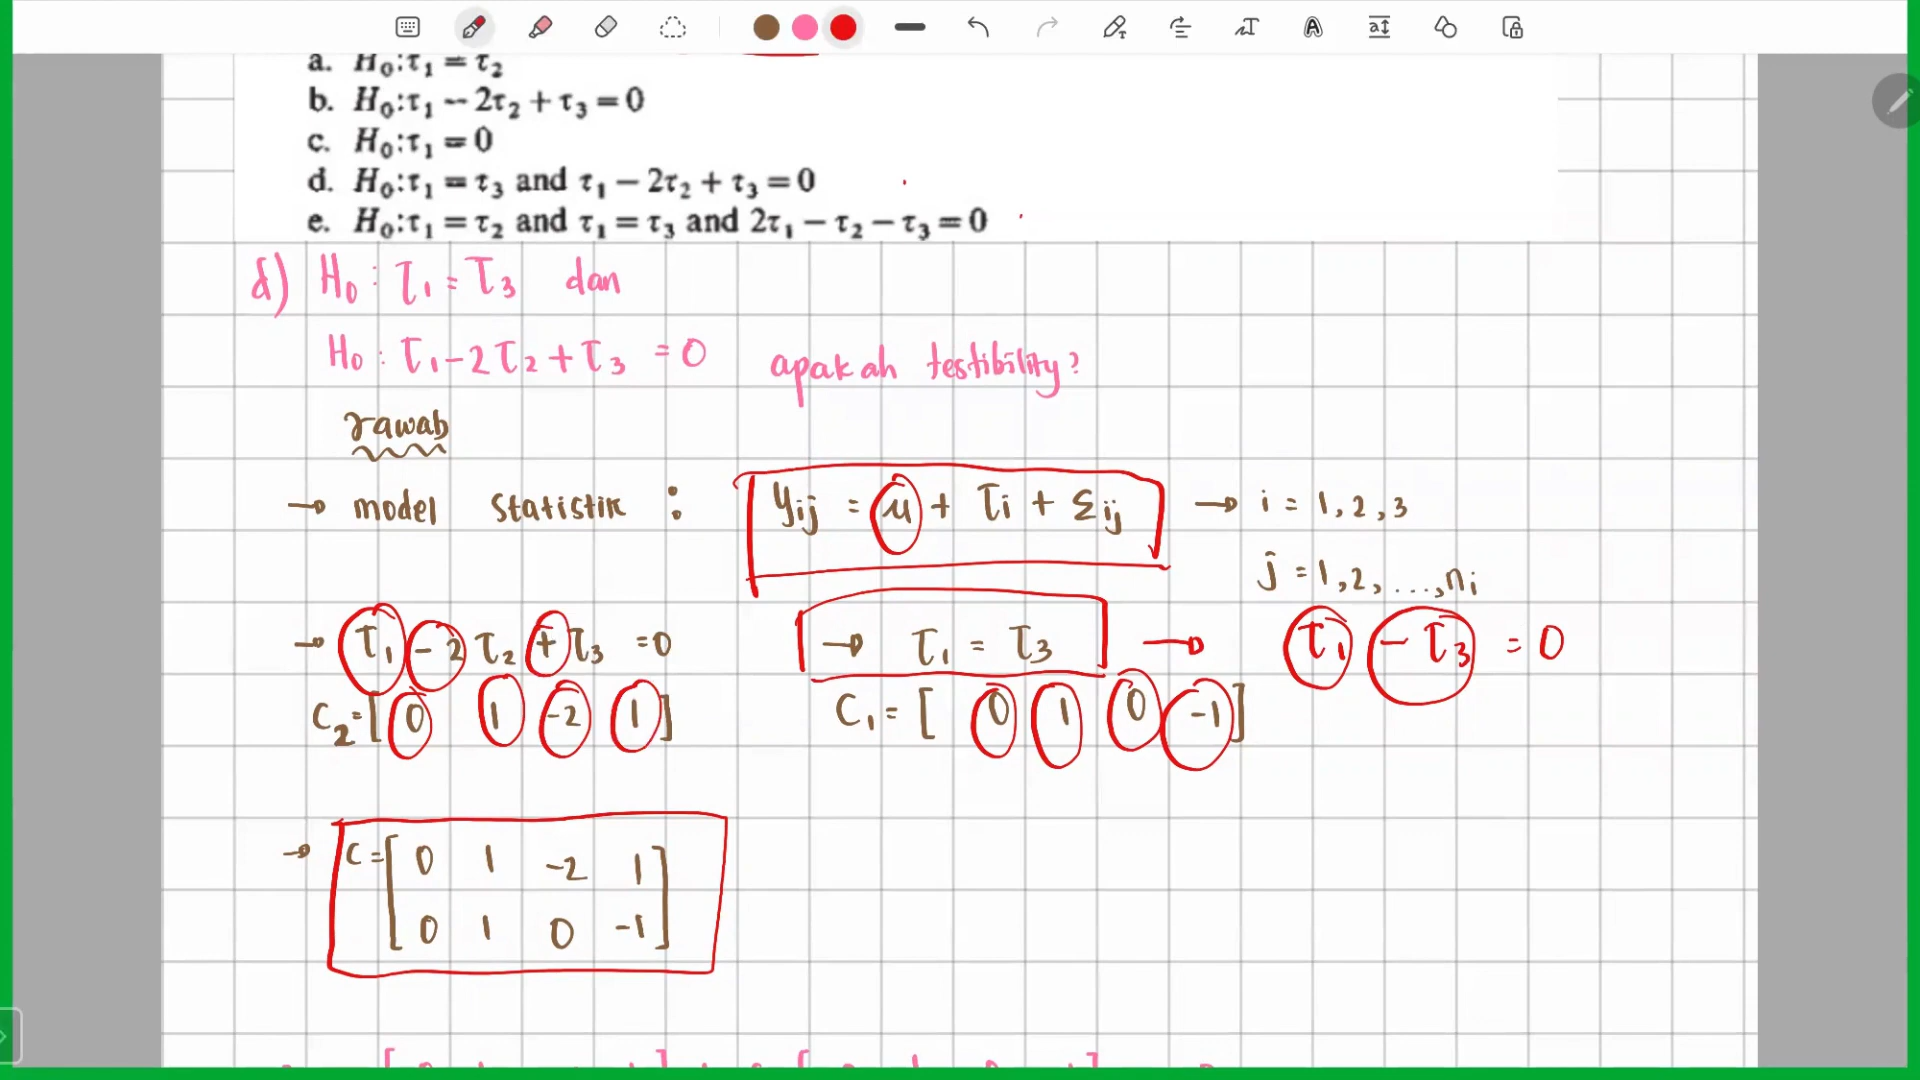 a. H₀:τ₁ = τ₂
b. H₀:τ₁ -- 2τ₂ + τ₃ = 0
c. H₀:τ₁ = 0
d. H₀:τ₁ = τ₃ and τ₁ − 2τ₂ + τ₃ = 0
e. H₀:τ₁ = τ₂ and τ₁ = τ₃ and 2τ₁ − τ₂ − τ₃ = 0
d) H₀ : τ₁ = τ₃ dan
H₀ : τ₁ - 2τ₂ + τ₃ = 0 apakah testibility?
Jawab
→ model statistik : yij = μ + τi + εij → i = 1, 2, 3
j = 1, 2, ..., ni
→ τ₁ - 2 τ₂ + τ₃ = 0 → τ₁ = τ₃ → τ₁ - τ₃ = 0
C₂ = [ 0 1 -2 1 ] C₁ = [ 0 1 0 -1 ]
→ C = [ 0 1 -2 1
0 1 0 -1 ]